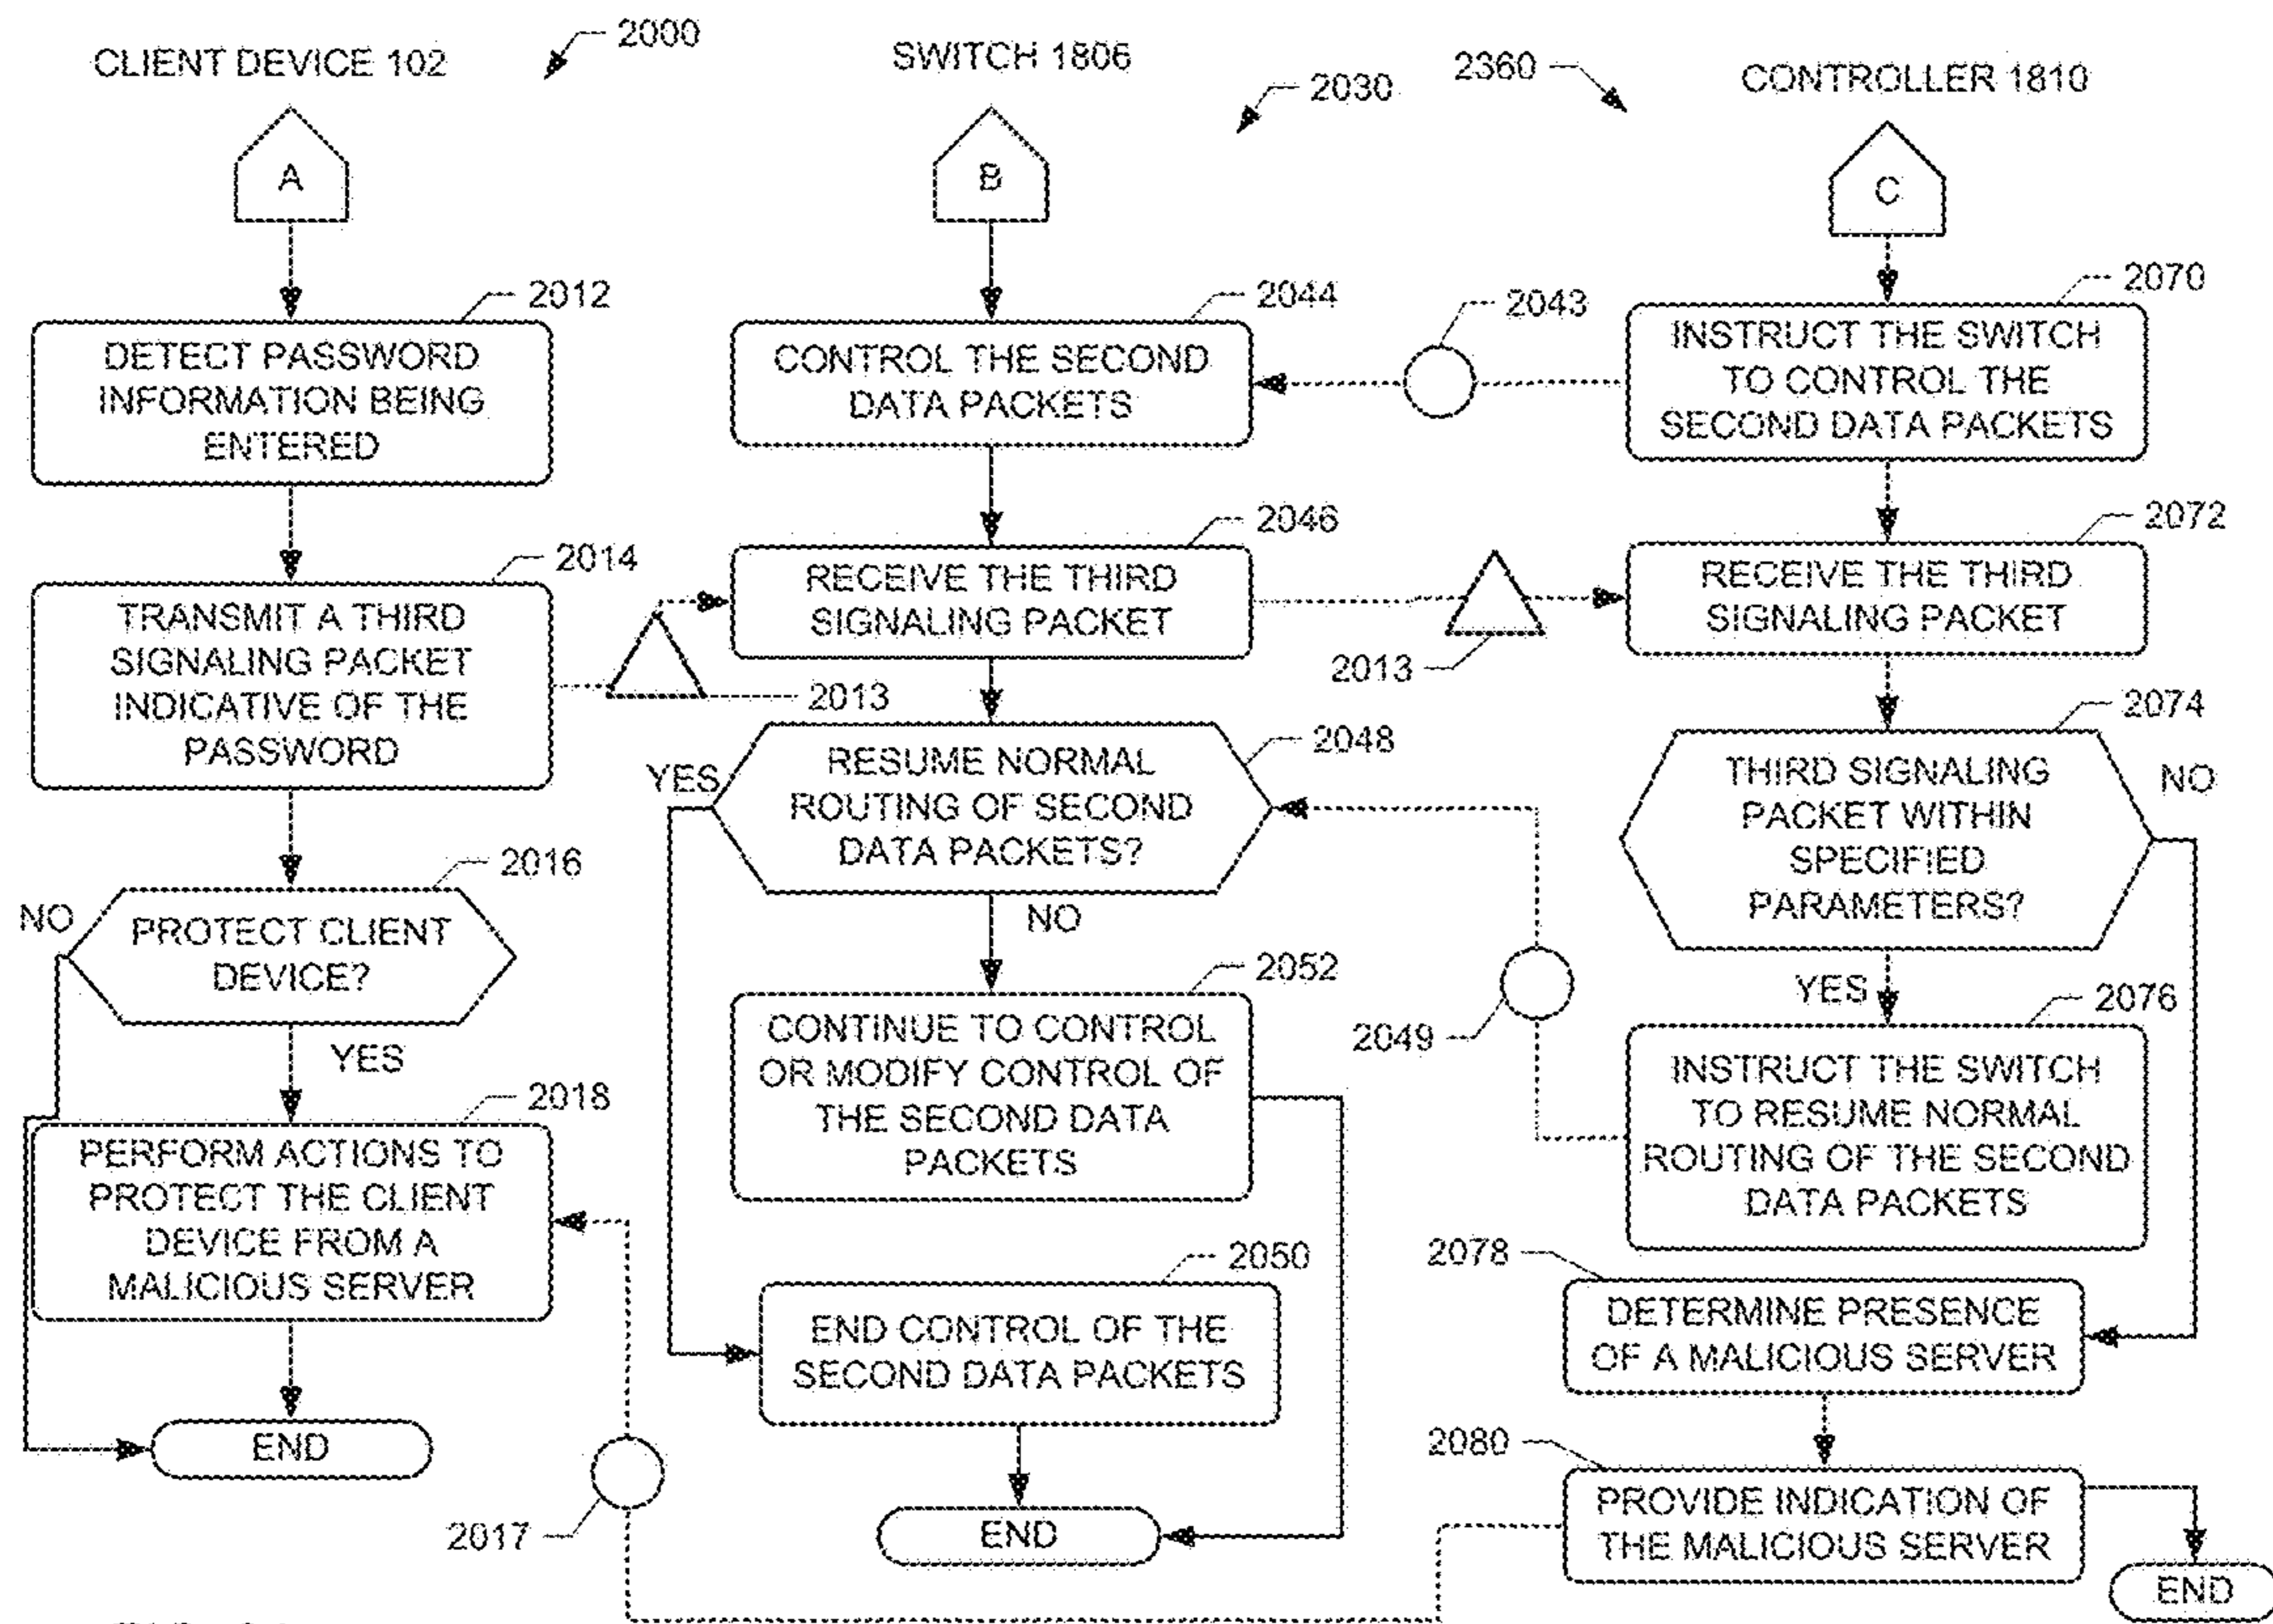 CLIENT DEVICE 102
2000
A
2012
DETECT PASSWORD
INFORMATION BEING
ENTERED
2014
TRANSMIT A THIRD
SIGNALING PACKET
INDICATIVE OF THE
PASSWORD
2013
2016
NO
PROTECT CLIENT
DEVICE?
YES
2018
PERFORM ACTIONS TO
PROTECT THE CLIENT
DEVICE FROM A
MALICIOUS SERVER
END
2017
SWITCH 1806
2030
B
2044
CONTROL THE SECOND
DATA PACKETS
2043
2046
RECEIVE THE THIRD
SIGNALING PACKET
2013
2048
YES
RESUME NORMAL
ROUTING OF SECOND
DATA PACKETS?
NO
2052
CONTINUE TO CONTROL
OR MODIFY CONTROL OF
THE SECOND DATA
PACKETS
2049
2050
END CONTROL OF THE
SECOND DATA PACKETS
END
2360
CONTROLLER 1810
C
2070
INSTRUCT THE SWITCH
TO CONTROL THE
SECOND DATA PACKETS
2072
RECEIVE THE THIRD
SIGNALING PACKET
2074
THIRD SIGNALING
PACKET WITHIN
SPECIFIED
PARAMETERS?
NO
YES
2076
INSTRUCT THE SWITCH
TO RESUME NORMAL
ROUTING OF THE SECOND
DATA PACKETS
2078
DETERMINE PRESENCE
OF A MALICIOUS SERVER
2080
PROVIDE INDICATION OF
THE MALICIOUS SERVER
END